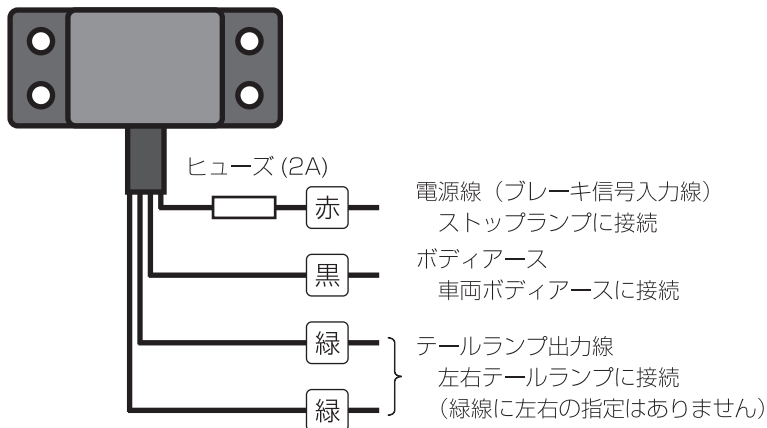 ヒューズ (2A)
赤
電源線（ブレーキ信号入力線）
ストップランプに接続
黒
ボディアース
車両ボディアースに接続
緑
テールランプ出力線
左右テールランプに接続
緑
（緑線に左右の指定はありません）